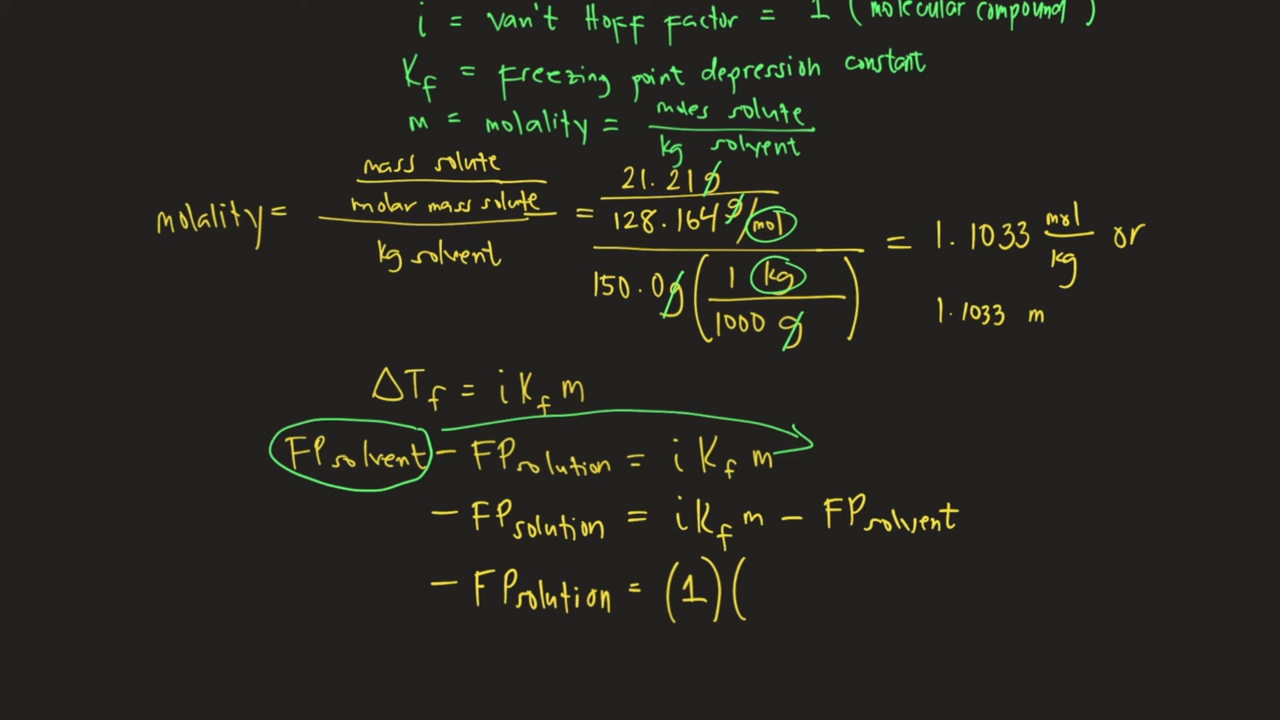 i = van't Hoff factor = 1 (molecular compound)
Kf = freezing point depression constant
m = molality = moles solute / kg solvent
molality = (mass solute / molar mass solute) / kg solvent = (21.21 g / 128.164 g/mol) / (150.0 g (1 kg / 1000 g)) = 1.1033 mol/kg or
1.1033 m
ΔTf = i Kf m
FPsolvent - FPsolution = i Kf m
- FPsolution = i Kf m - FPsolvent
- FPsolution = (1)(